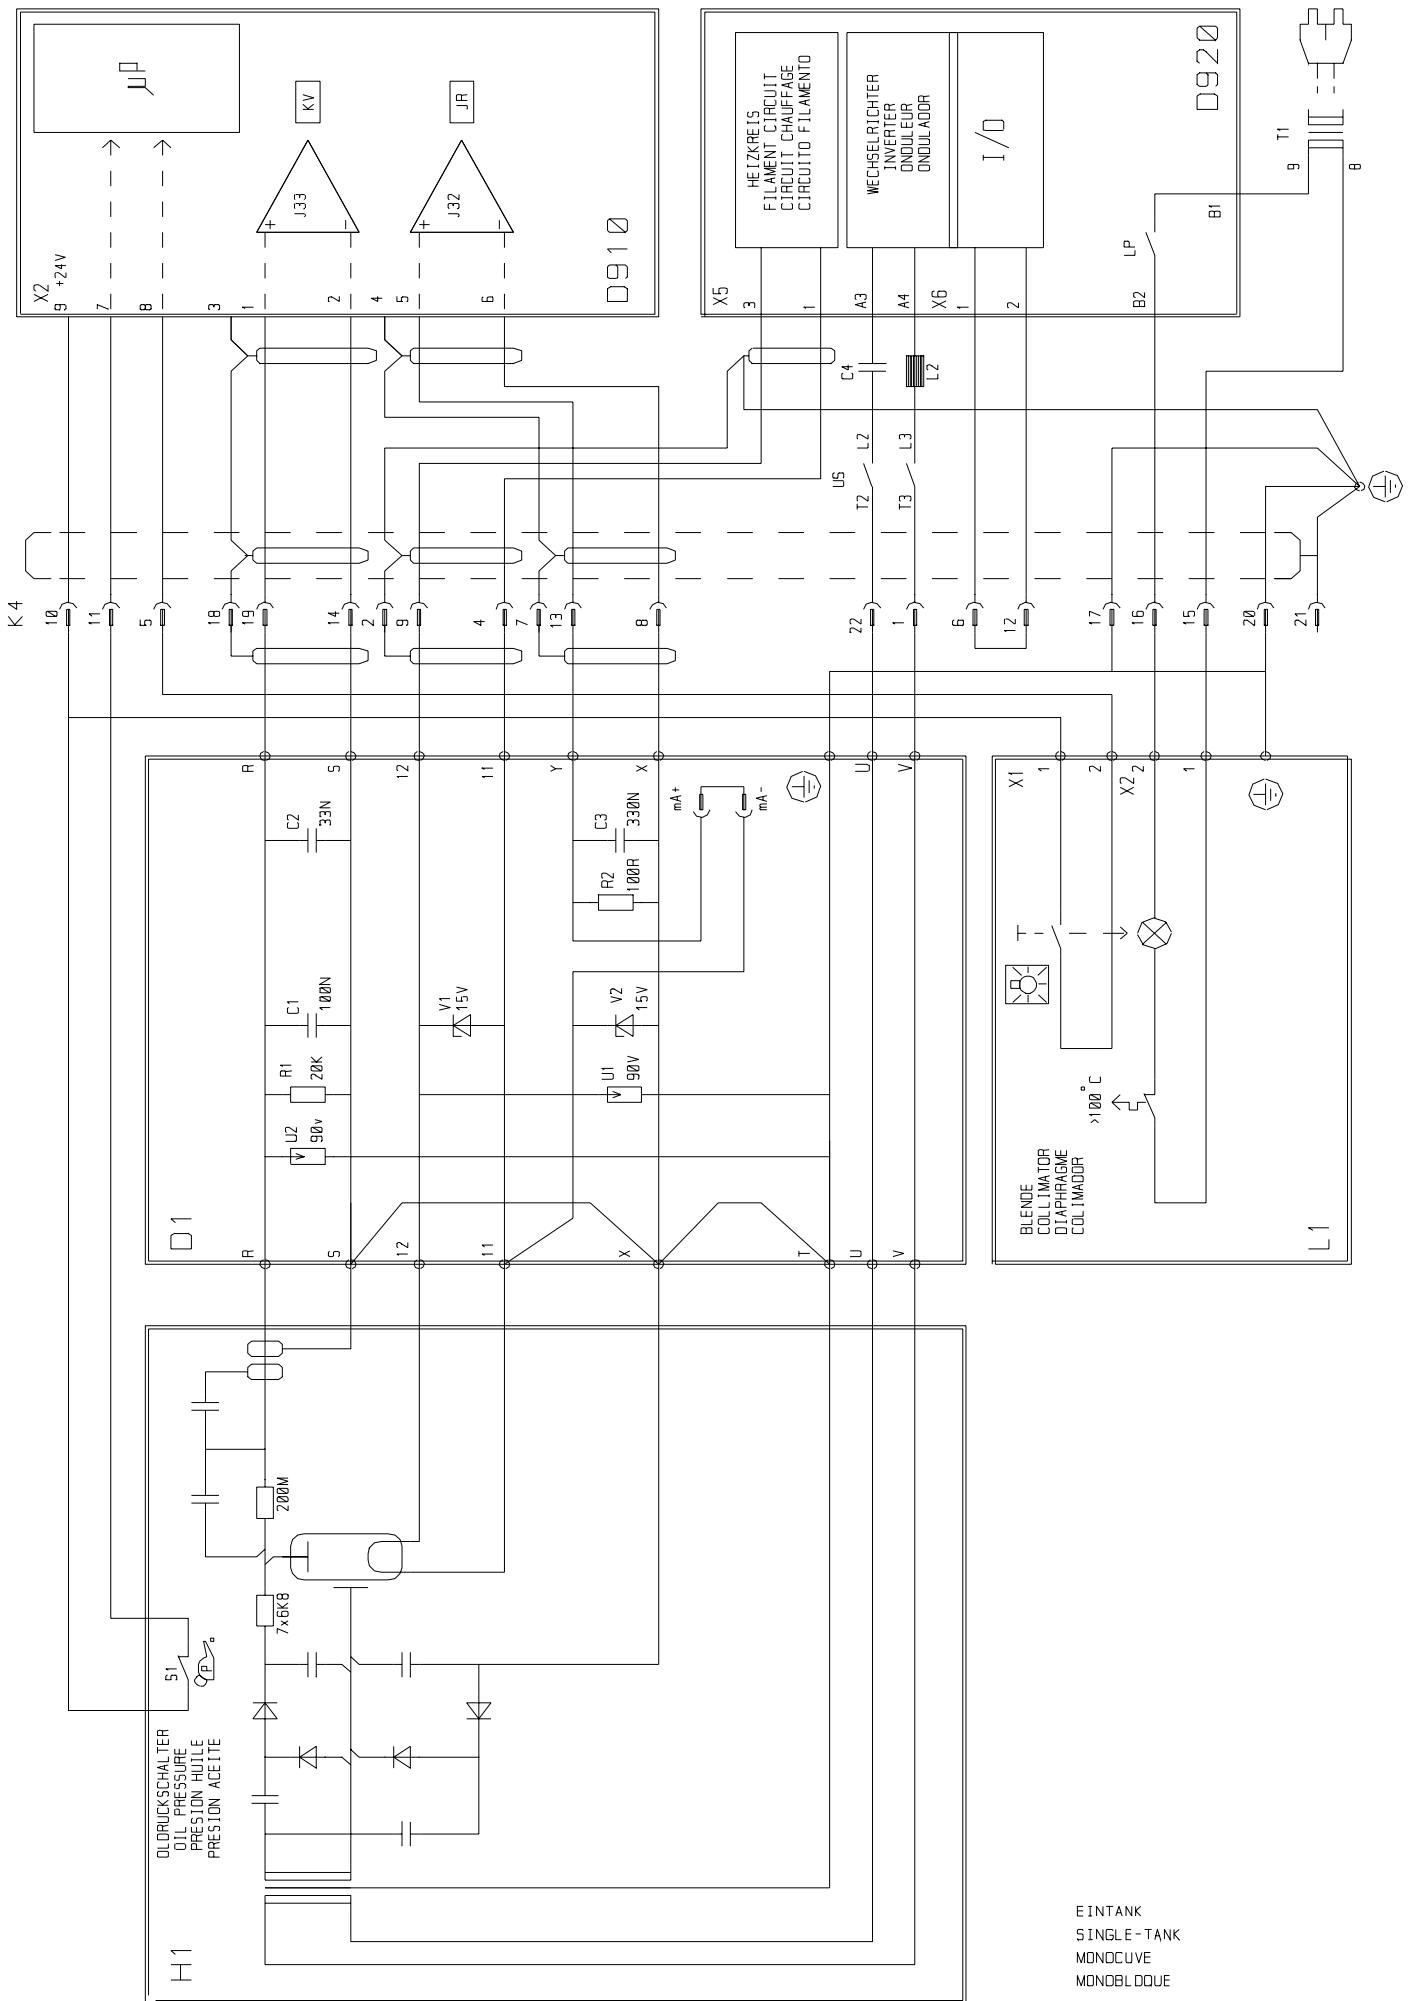 µP
KV
JR
J33
J32
D910
X2
+24V
9
7
8
3
1
2
4
5
6
HEIZKREIS
FILAMENT CIRCUIT
CIRCUIT CHAUFFAGE
CIRCUITO FILAMENTO
WECHSELRICHTER
INVERTER
ONDULEUR
ONDULADOR
I/O
D920
X5
3
1
A3
A4
X6
1
2
LP
B2
B1
T1
9
8
C4
L2
US
T2
L2
T3
L3
K4
10
11
5
18
19
14
2
9
4
7
13
8
22
1
6
12
17
16
15
20
21
D1
R
S
12
11
Y
X
U
V
C2
33N
C3
330N
R2
100R
mA+
mA-
C1
100N
V1
15V
V2
15V
R1
20K
U1
90V
U2
90v
R
S
12
11
X
T
U
V
X1
1
2
X2
2
1
>100°C
BLENDE
COLLIMATOR
DIAPHRAGME
COLIMADOR
L1
200M
7x6K8
S1
P
OLDRUCKSCHALTER
OIL PRESSURE
PRESION HUILE
PRESION ACEITE
H1
EINTANK
SINGLE-TANK
MONOCUVE
MONOBLOQUE